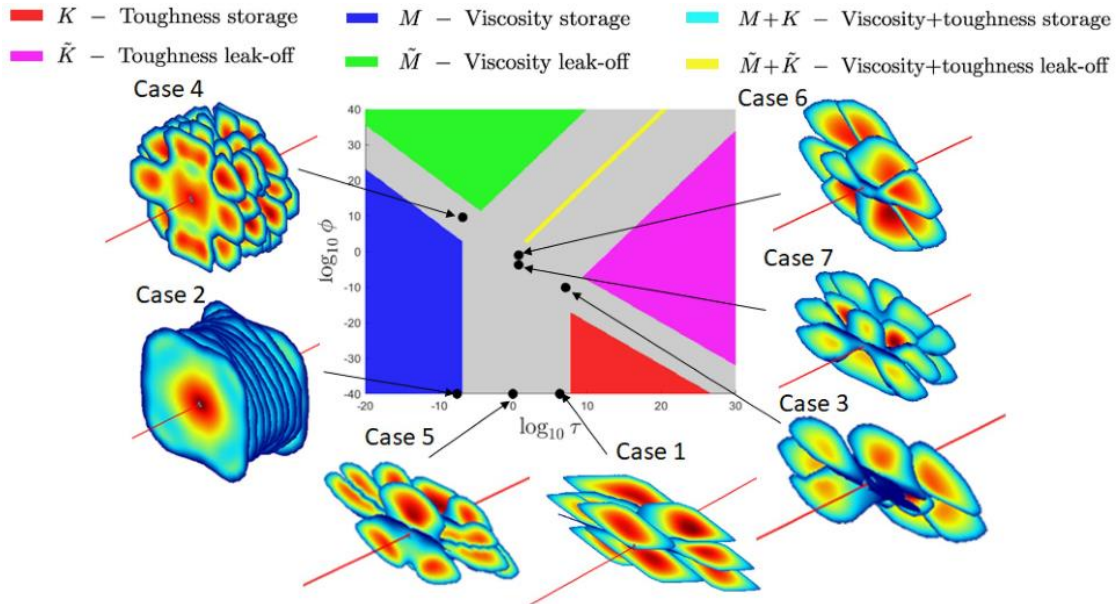 K – Toughness storage M – Viscosity storage M+K – Viscosity+toughness storage
K̃ – Toughness leak-off M̃ – Viscosity leak-off M̃+K̃ – Viscosity+toughness leak-off
Case 4
Case 6
40
30
20
10
0
-10
-20
-30
-40
log₁₀ ϕ
Case 7
Case 2
-20 -10 0 10 20 30
log₁₀ τ
Case 3
Case 5
Case 1